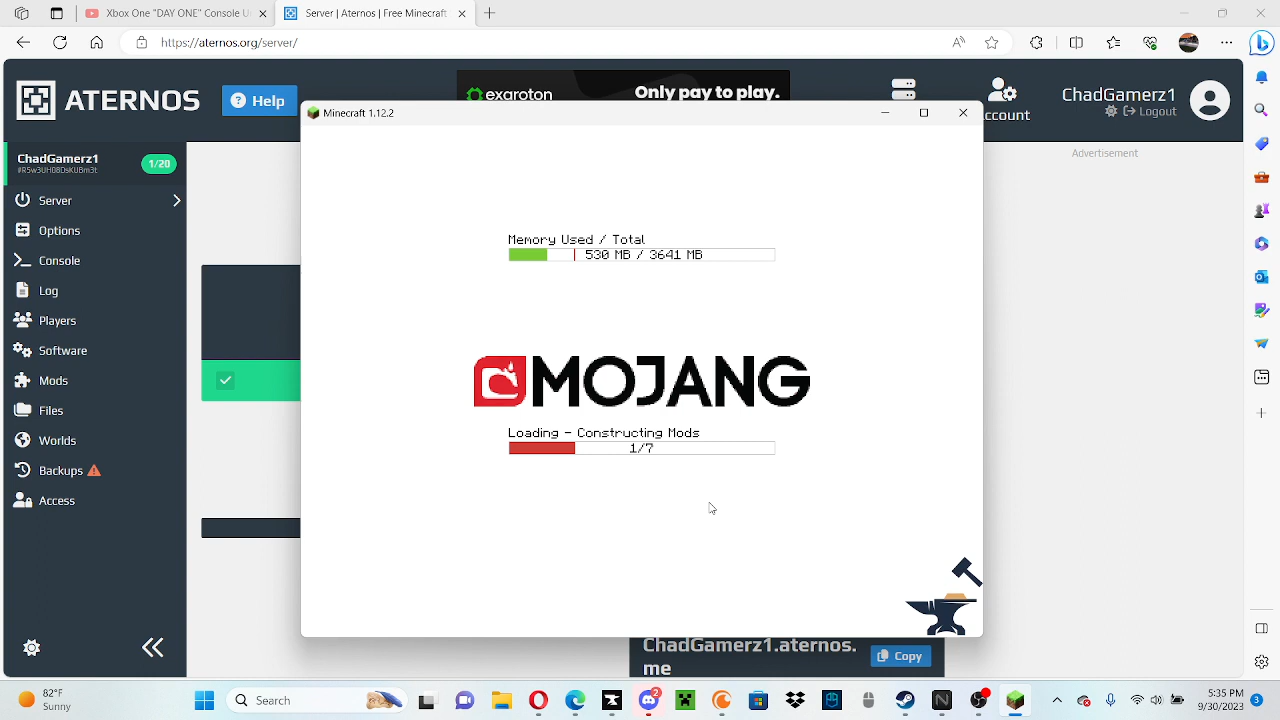 Xbox One "DAY ONE" Console U
Server | Aternos | Free Minecraft
https://aternos.org/server/
ATERNOS
Help
exaroton
Only pay to play.
ccount
ChadGamerz1
Logout
Minecraft 1.12.2
Advertisement
ChadGamerz1
1/20
Server
Options
Console
Log
Players
Software
Mods
Files
Worlds
Backups
Access
Memory Used / Total
530 MB / 3641 MB
MOJANG
Loading - Constructing Mods
1/7
ChadGamerz1.aternos.
me
Copy
82°F
Sunny
Search
2
5:35 PM
9/30/2023
3